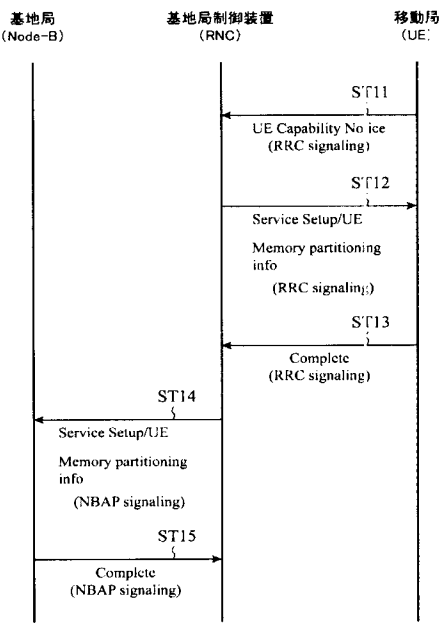 基地局
(Node-B)
基地局制御装置
(RNC)
移動局
(UE)
ST11
UE Capability No ice
(RRC signaling)
ST12
Service Setup/UE
Memory partitioning
info
(RRC signaling)
ST13
Complete
(RRC signaling)
ST14
Service Setup/UE
Memory partitioning
info
(NBAP signaling)
ST15
Complete
(NBAP signaling)